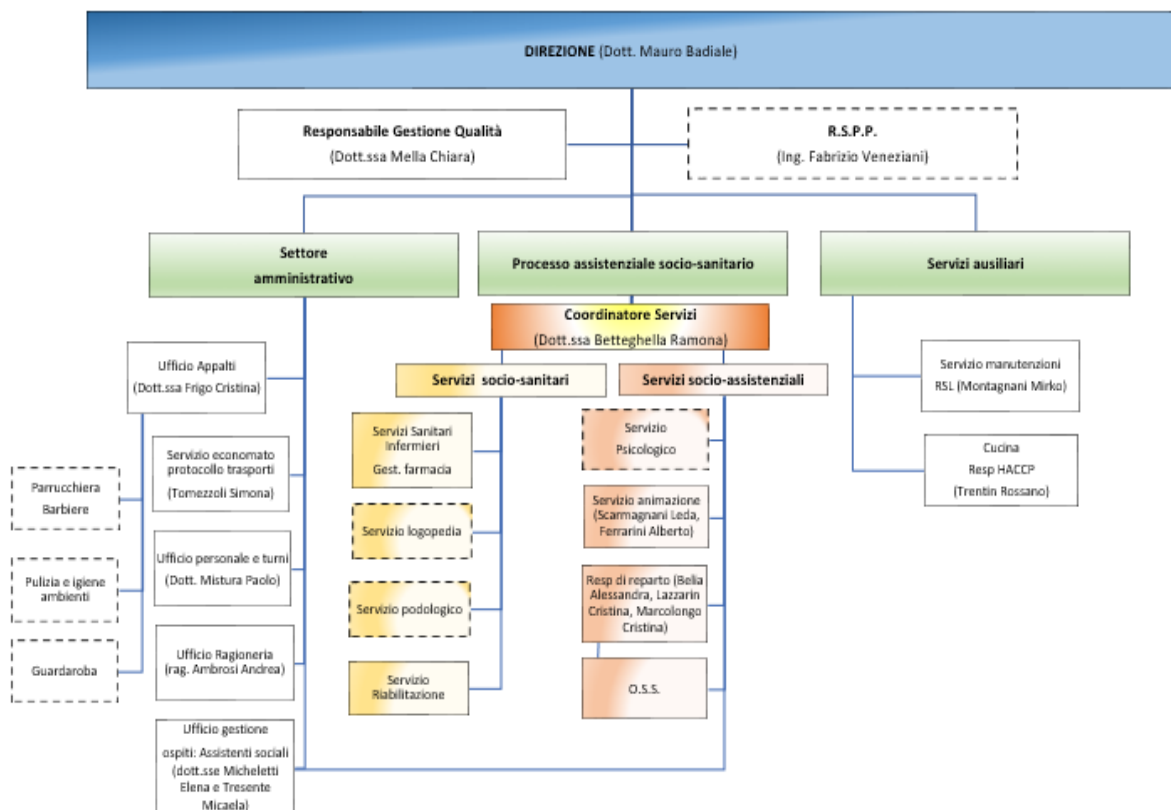 DIREZIONE (Dott. Mauro Badiale)
Responsabile Gestione Qualità
(Dott.ssa Mella Chiara)
R.S.P.P.
(Ing. Fabrizio Veneziani)
Settore
amministrativo
Processo assistenziale socio-sanitario
Servizi ausiliari
Coordinatore Servizi
(Dott.ssa Betteghella Ramona)
Servizi socio-sanitari
Servizi socio-assistenziali
Ufficio Appalti
(Dott.ssa Frigo Cristina)
Servizio economato
protocollo trasporti
(Tomezzoli Simona)
Ufficio personale e turni
(Dott. Mistura Paolo)
Ufficio Ragioneria
(rag. Ambrosi Andrea)
Ufficio gestione
ospiti: Assistenti sociali
(dott.sse Micheletti
Elena e Tresente
Micaela)
Parrucchiera
Barbiere
Pulizia e igiene
ambienti
Guardaroba
Servizi Sanitari
Infermieri
Gest. farmacia
Servizio logopedia
Servizio podologico
Servizio
Riabilitazione
Servizio
Psicologico
Servizio animazione
(Scarmagnani Leda,
Ferrarini Alberto)
Resp di reparto (Belia
Alessandra, Lazzarin
Cristina, Marcolongo
Cristina)
O.S.S.
Servizio manutenzioni
RSL (Montagnani Mirko)
Cucina
Resp HACCP
(Trentin Rossano)